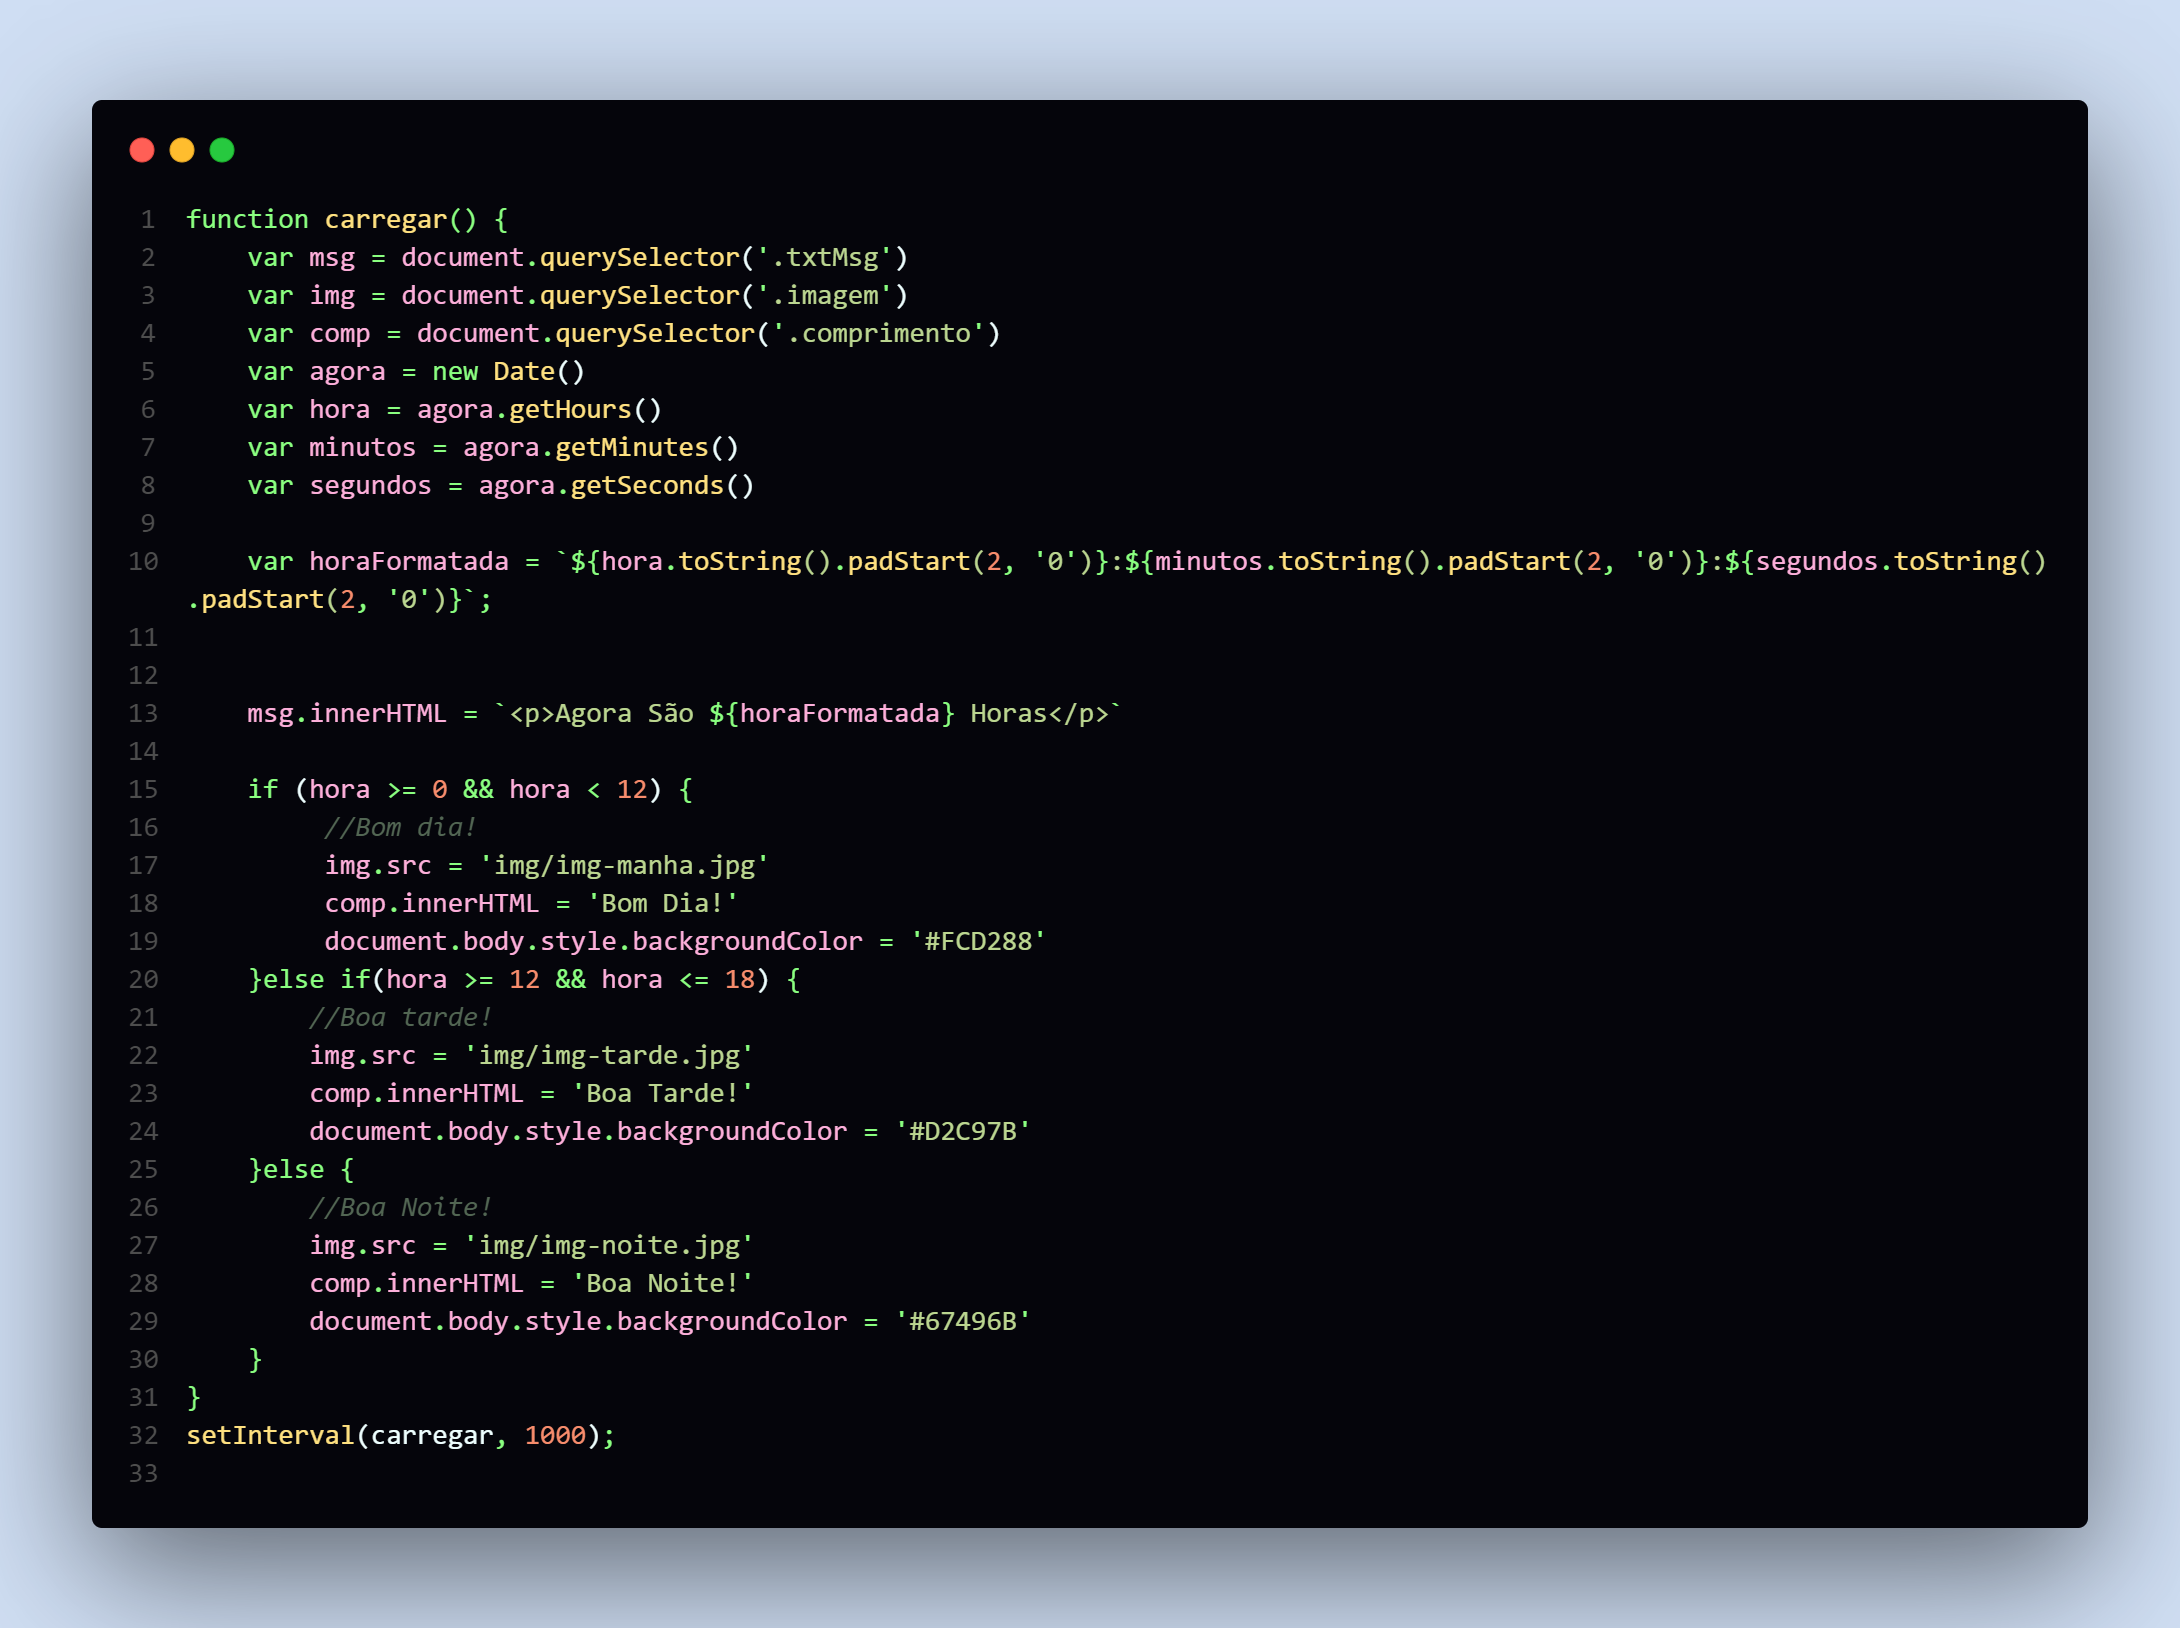 1 function carregar() {
2     var msg = document.querySelector('.txtMsg')
3     var img = document.querySelector('.imagem')
4     var comp = document.querySelector('.comprimento')
5     var agora = new Date()
6     var hora = agora.getHours()
7     var minutos = agora.getMinutes()
8     var segundos = agora.getSeconds()
9
10     var horaFormatada = `${hora.toString().padStart(2, '0')}:${minutos.toString().padStart(2, '0')}:${segundos.toString()
.padStart(2, '0')}`;
11
12
13     msg.innerHTML = `<p>Agora São ${horaFormatada} Horas</p>`
14
15     if (hora >= 0 && hora < 12) {
16          //Bom dia!
17          img.src = 'img/img-manha.jpg'
18          comp.innerHTML = 'Bom Dia!'
19          document.body.style.backgroundColor = '#FCD288'
20     }else if(hora >= 12 && hora <= 18) {
21         //Boa tarde!
22         img.src = 'img/img-tarde.jpg'
23         comp.innerHTML = 'Boa Tarde!'
24         document.body.style.backgroundColor = '#D2C97B'
25     }else {
26         //Boa Noite!
27         img.src = 'img/img-noite.jpg'
28         comp.innerHTML = 'Boa Noite!'
29         document.body.style.backgroundColor = '#67496B'
30     }
31 }
32 setInterval(carregar, 1000);
33